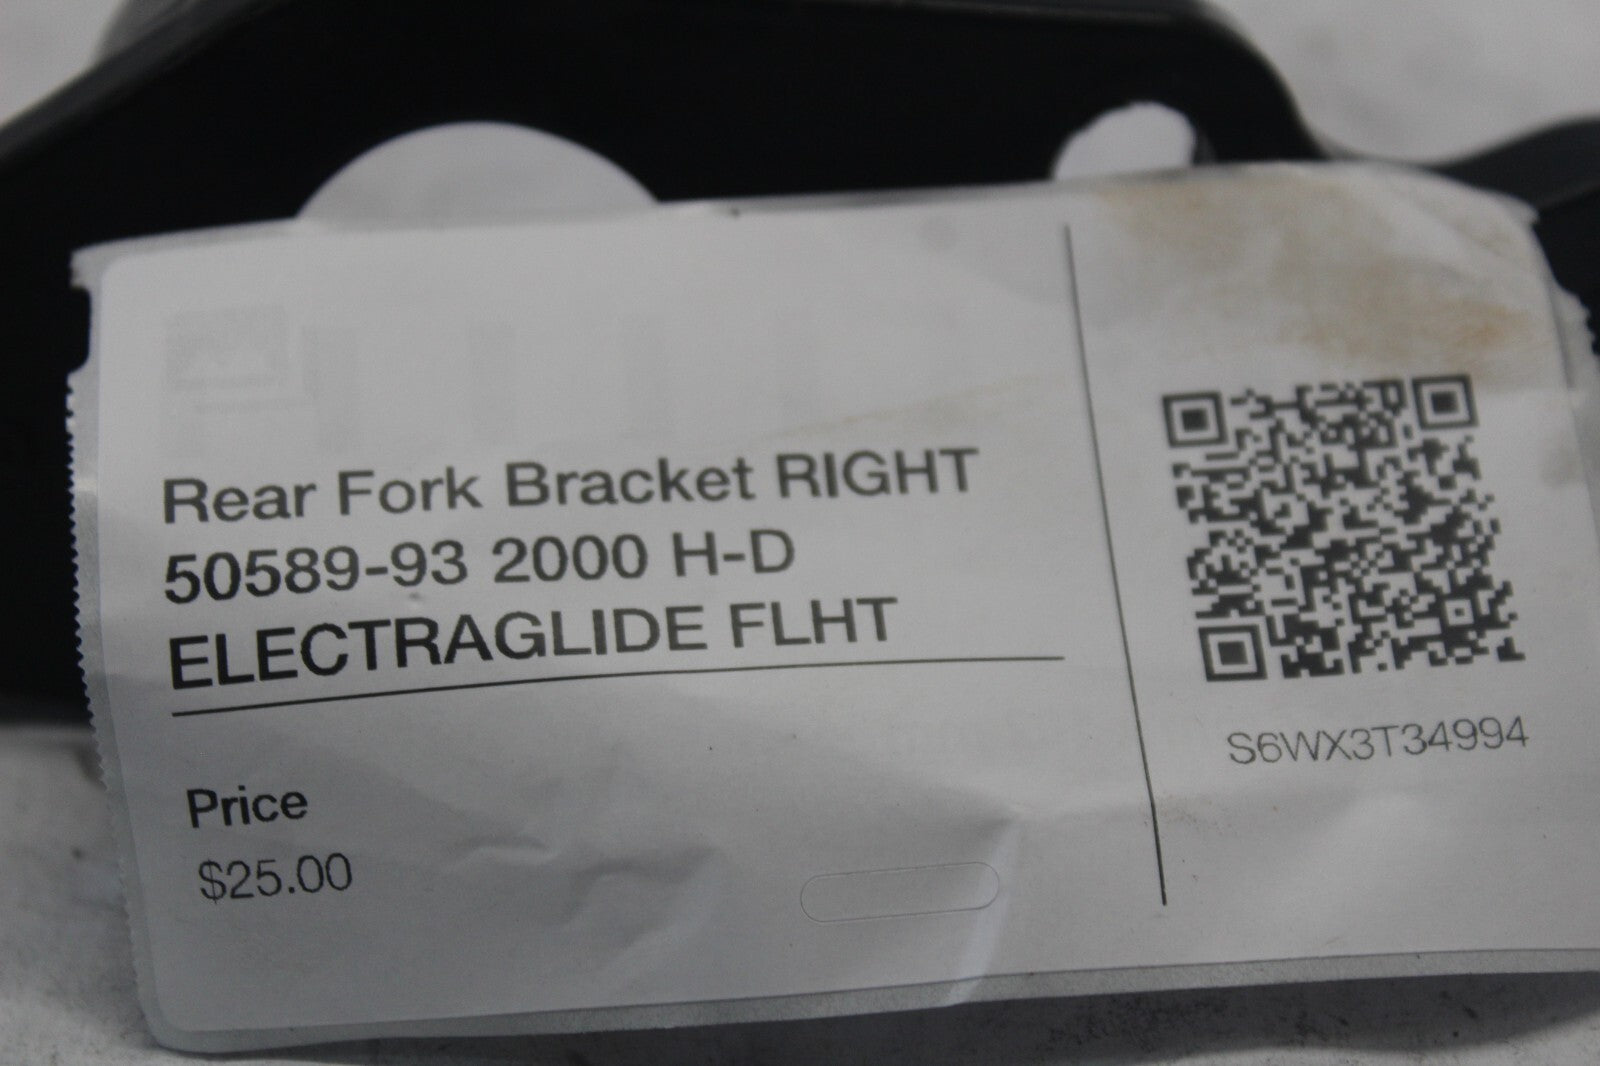 Rear Fork Bracket RIGHT
50589-93 2000 H-D
ELECTRAGLIDE FLHT
Price
$25.00
S6WX3T34994